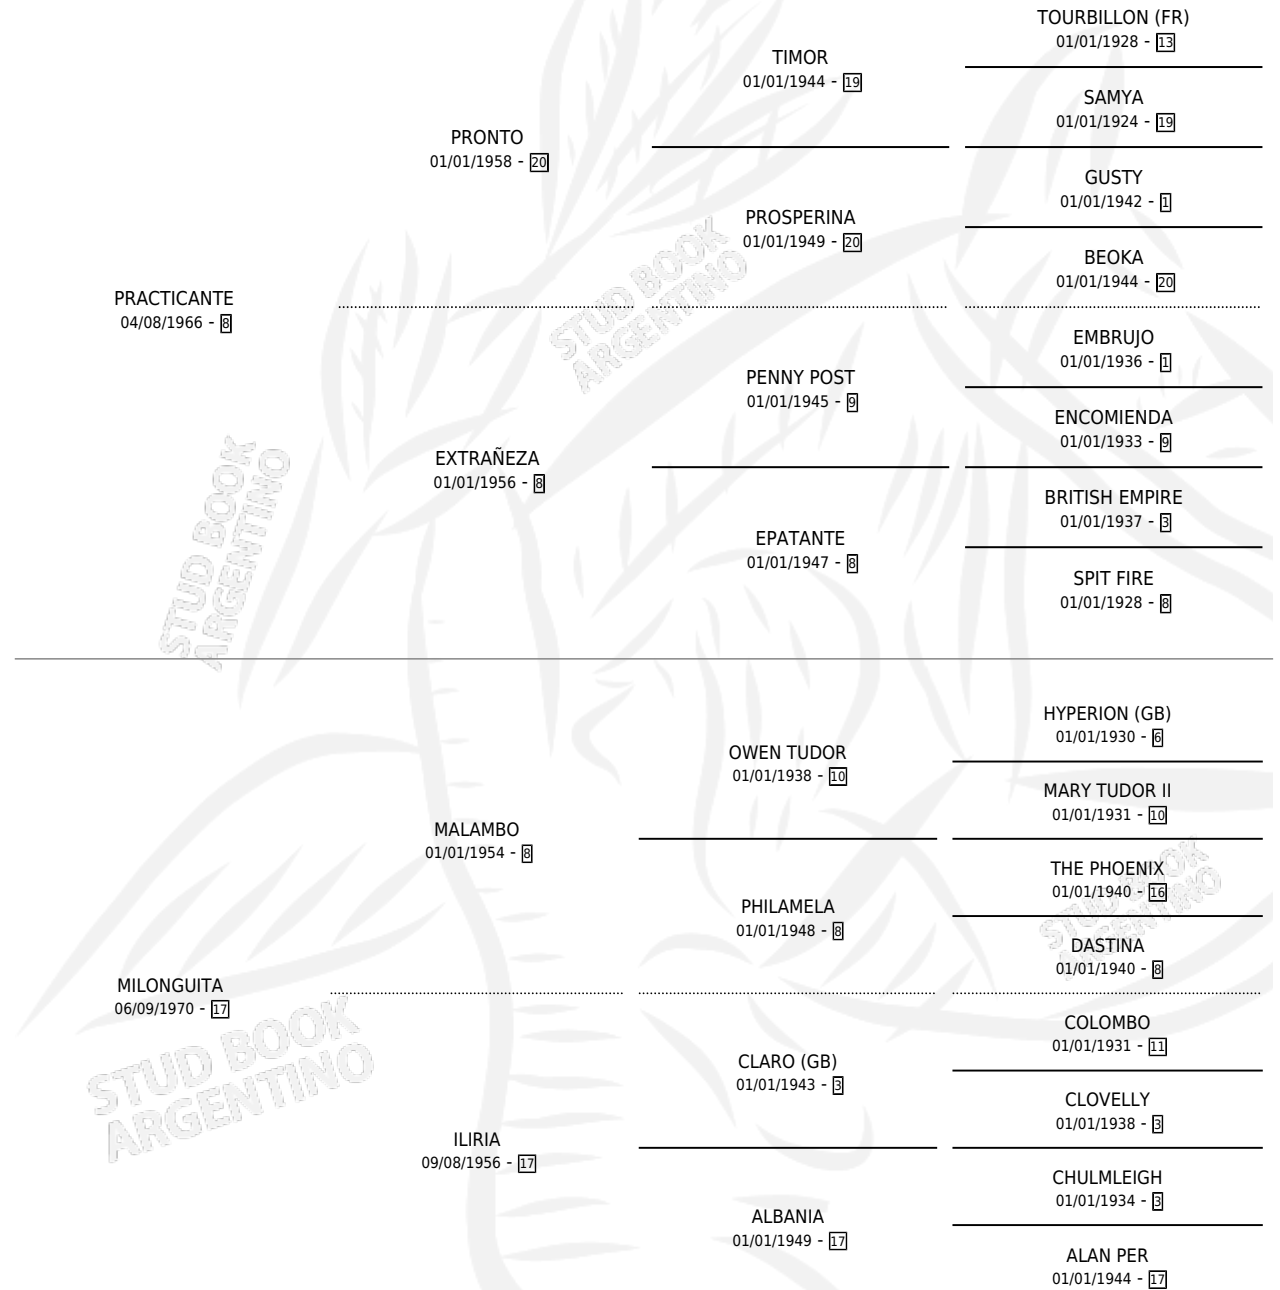 TOURBILLON (FR)
01/01/1928 - 13
TIMOR
01/01/1944 - 19
SAMYA
01/01/1924 - 19
PRONTO
01/01/1958 - 20
GUSTY
01/01/1942 - 1
PROSPERINA
01/01/1949 - 20
BEOKA
01/01/1944 - 20
PRACTICANTE
04/08/1966 - 8
STUD BOOK
ARGENTINO
EMBRUJO
01/01/1936 - 1
PENNY POST
01/01/1945 - 9
ENCOMIENDA
01/01/1933 - 9
EXTRAÑEZA
01/01/1956 - 8
BRITISH EMPIRE
01/01/1937 - 3
EPATANTE
01/01/1947 - 8
SPIT FIRE
01/01/1928 - 8
STUD BOOK
ARGENTINO
HYPERION (GB)
01/01/1930 - 6
OWEN TUDOR
01/01/1938 - 10
MARY TUDOR II
01/01/1931 - 10
MALAMBO
01/01/1954 - 8
THE PHOENIX
01/01/1940 - 16
PHILAMELA
01/01/1948 - 8
DASTINA
01/01/1940 - 8
STUD BOOK
ARGENTINO
MILONGUITA
06/09/1970 - 17
STUD BOOK
ARGENTINO
COLOMBO
01/01/1931 - 11
CLARO (GB)
01/01/1943 - 3
CLOVELLY
01/01/1938 - 3
ILIRIA
09/08/1956 - 17
CHULMLEIGH
01/01/1934 - 3
ALBANIA
01/01/1949 - 17
ALAN PER
01/01/1944 - 17